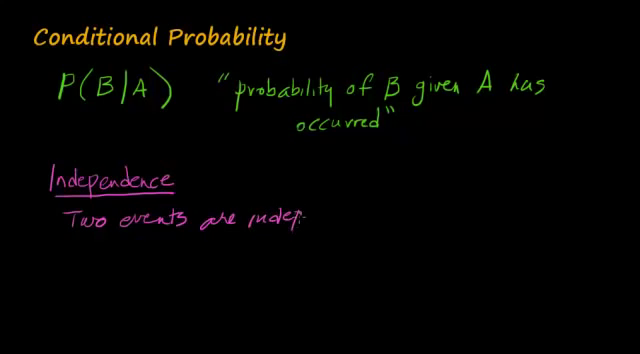 Conditional Probability
P(B/A) "probability of B given A has
occurred"
Independence
Two events are indep